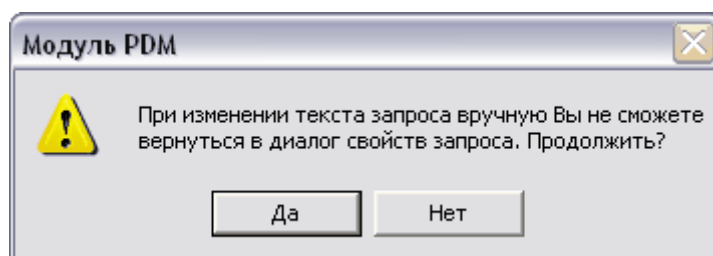 Модуль PDM
При изменении текста запроса вручную Вы не сможете
вернуться в диалог свойств запроса. Продолжить?
Да
Нет